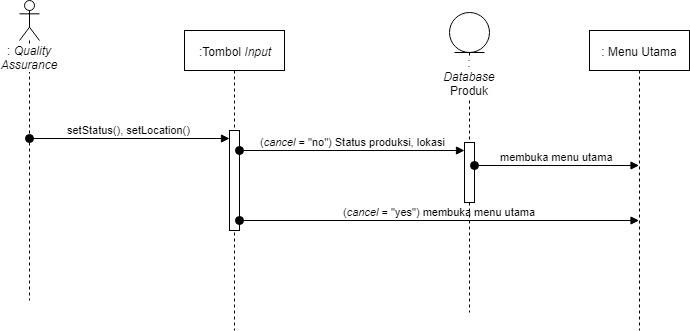 : Quality
Assurance
:Tombol Input
:
Database
Produk
: Menu Utama
setStatus(), setLocation()
(cancel = "no") Status produksi, lokasi
membuka menu utama
(cancel = "yes") membuka menu utama